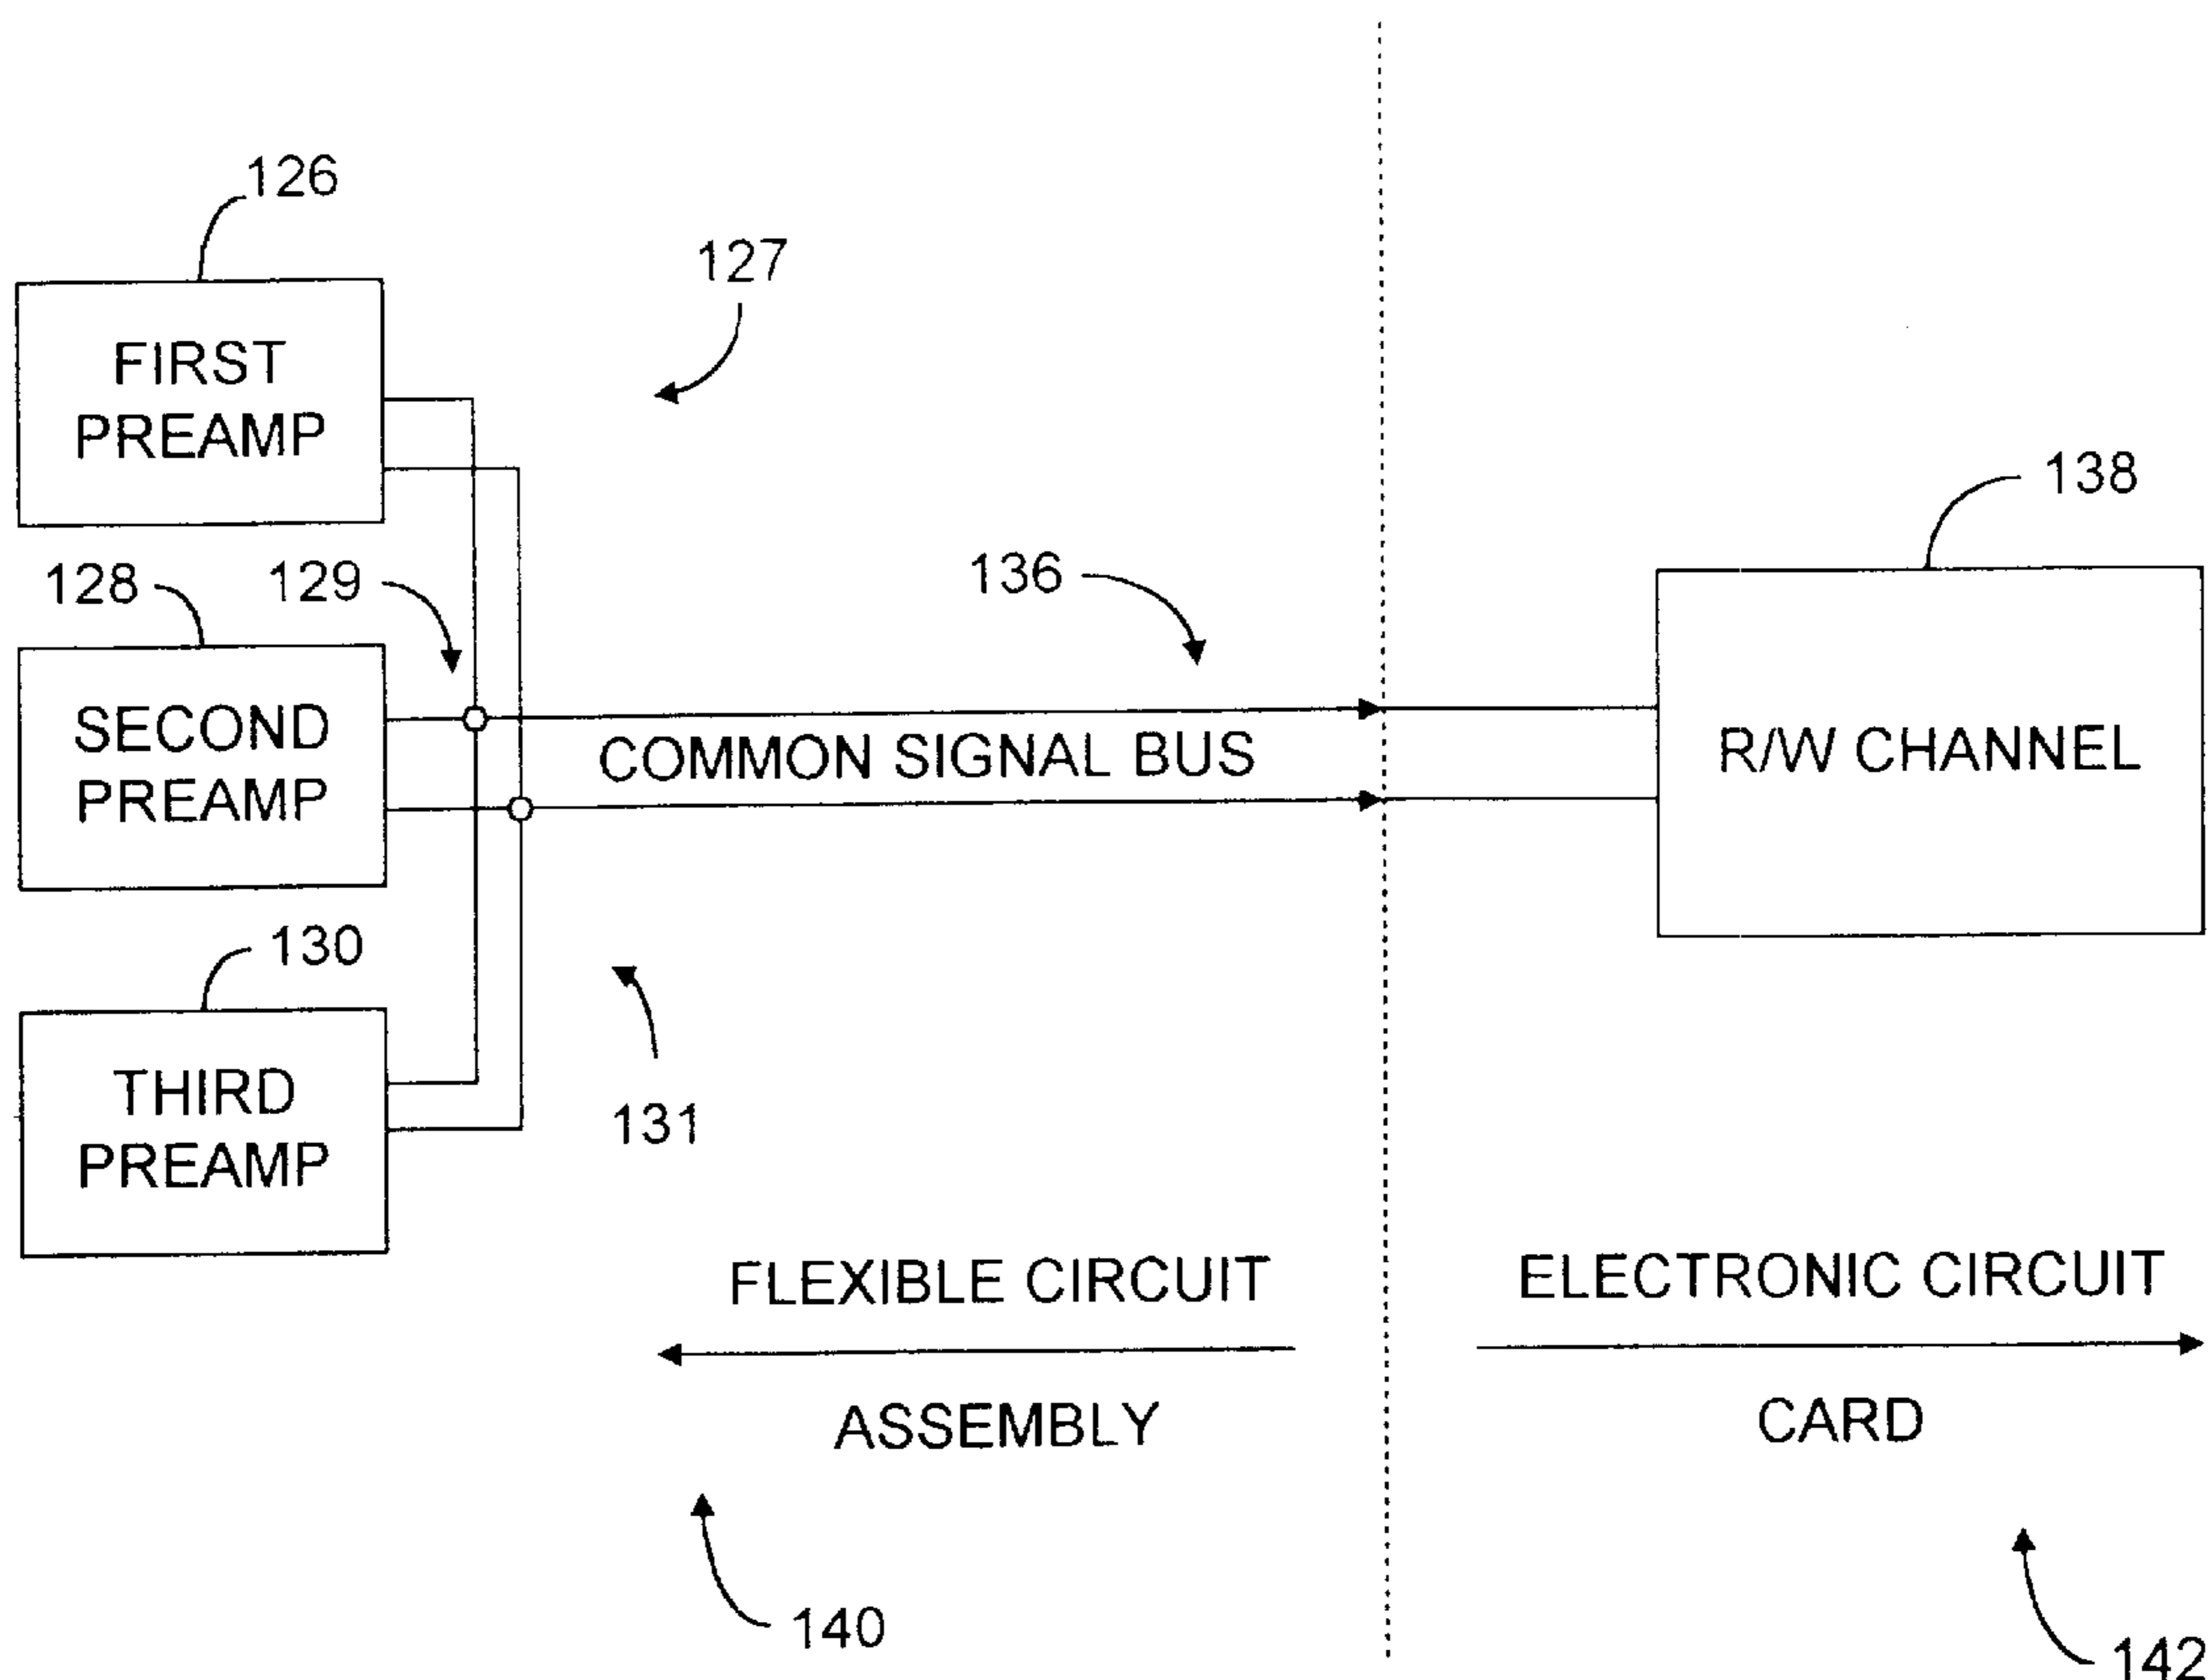 126
127
FIRST
PREAMP
138
128
129
136
SECOND
PREAMP
COMMON SIGNAL BUS
R/W CHANNEL
130
THIRD
PREAMP
131
FLEXIBLE CIRCUIT
ASSEMBLY
ELECTRONIC CIRCUIT
CARD
140
142